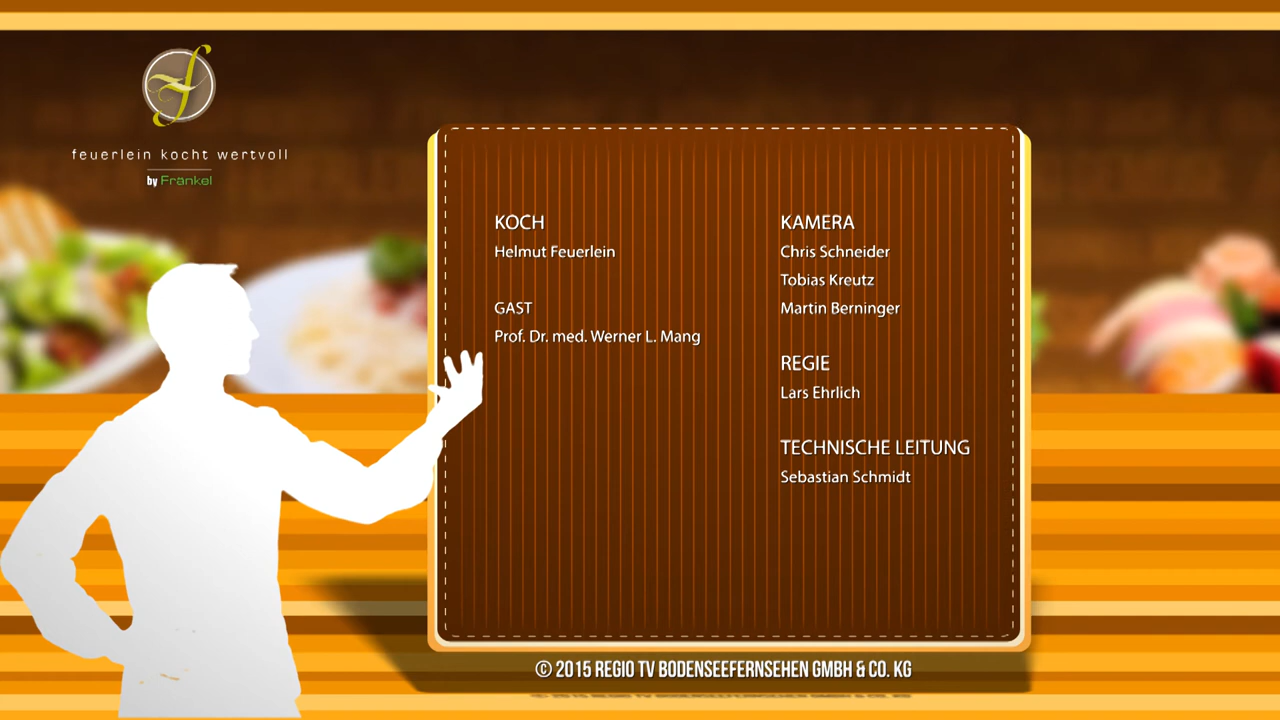 feuerlein kocht wertvoll
by Fränkel
KOCH
Helmut Feuerlein
GAST
Prof. Dr. med. Werner L. Mang
KAMERA
Chris Schneider
Tobias Kreutz
Martin Berninger
REGIE
Lars Ehrlich
TECHNISCHE LEITUNG
Sebastian Schmidt
© 2015 REGIO TV BODENSEEFERNSEHEN GMBH & CO. KG